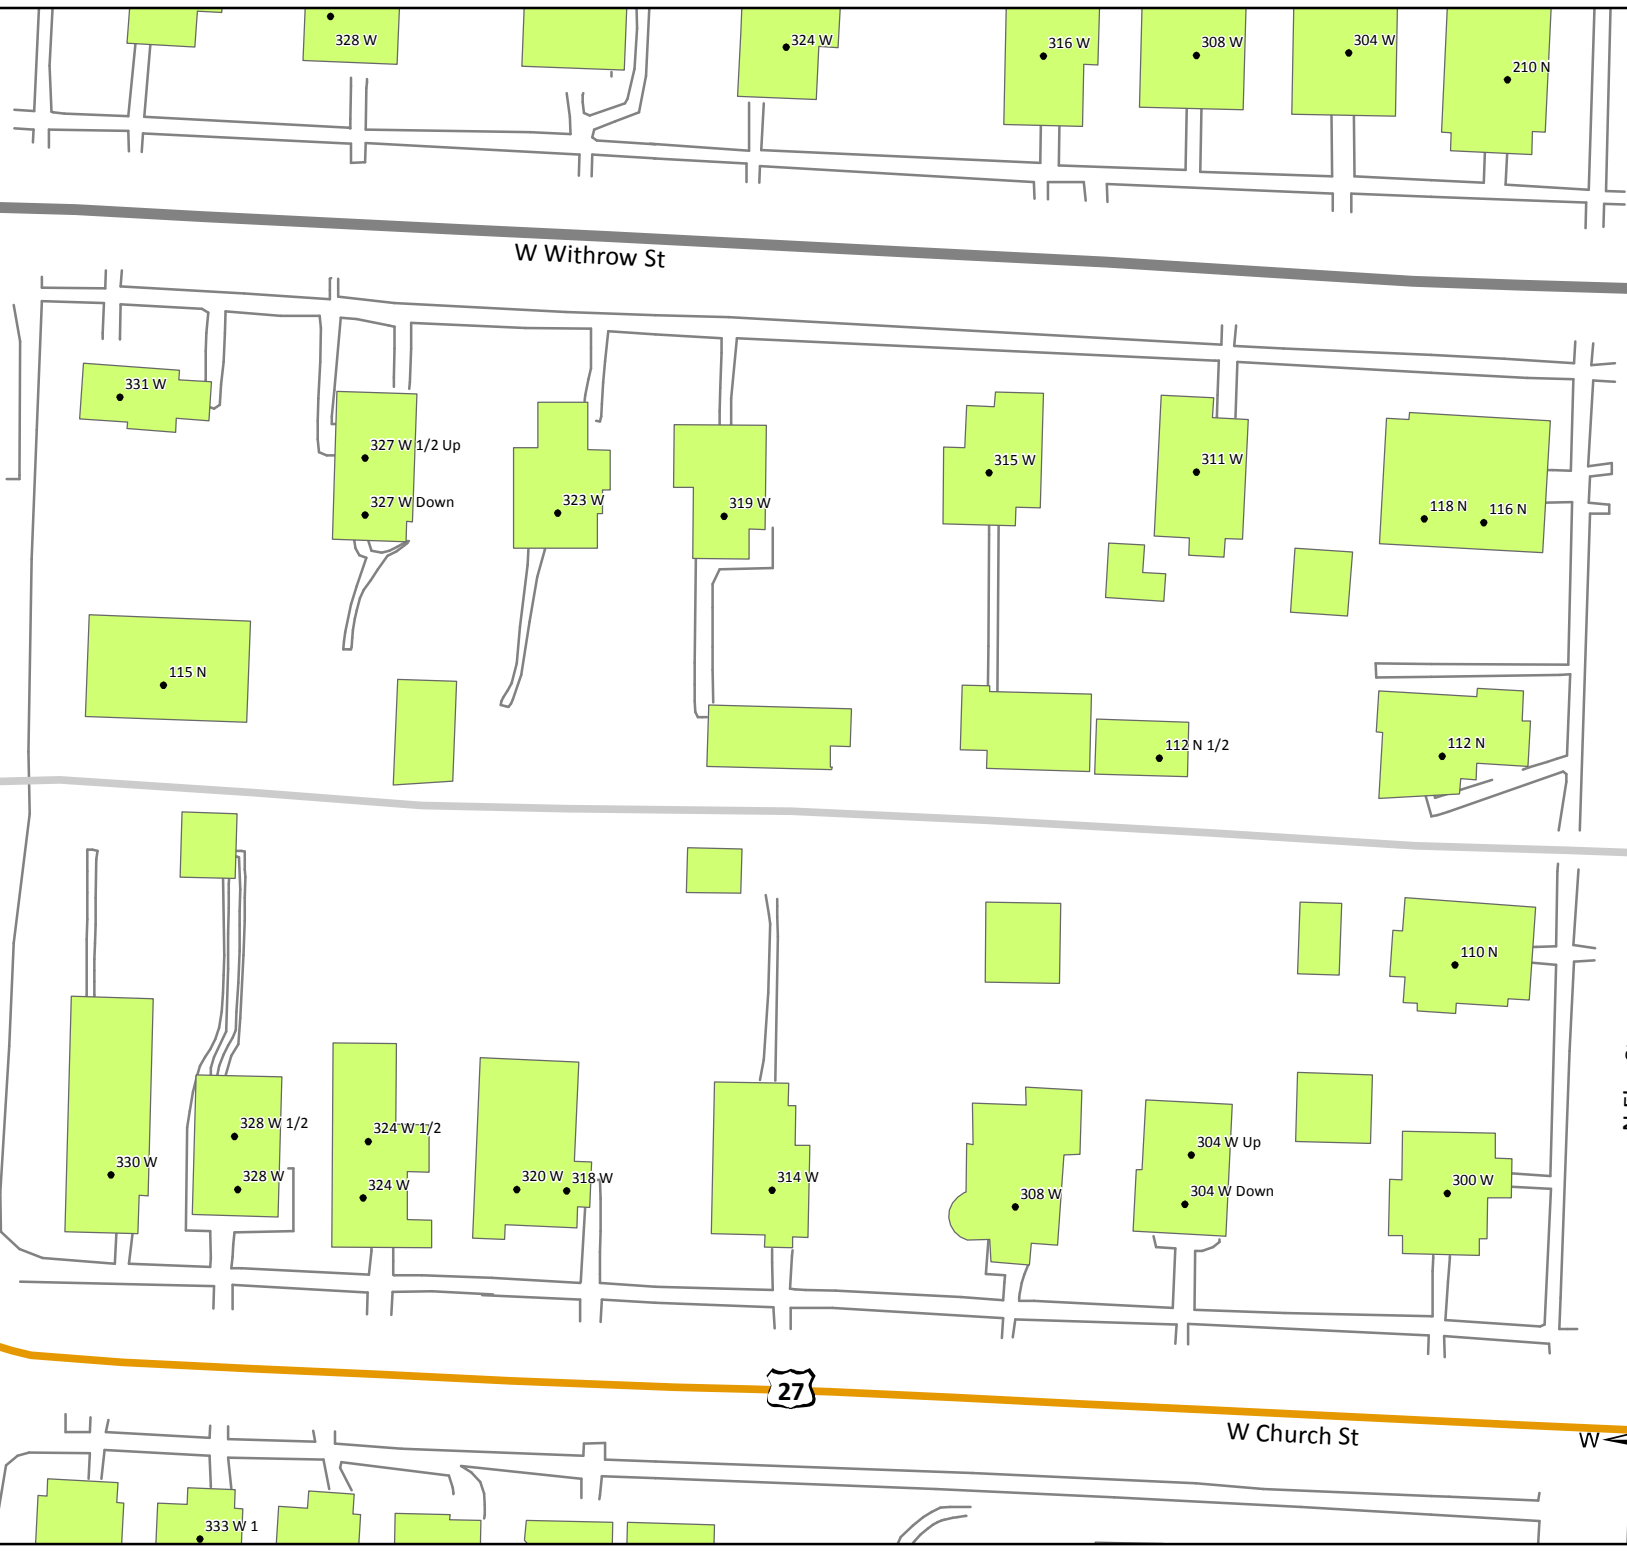 328 W
324 W
316 W
308 W
304 W
210 N
W Withrow St
331 W
327 W 1/2 Up
327 W Down
323 W
319 W
315 W
311 W
118 N
116 N
115 N
112 N 1/2
112 N
110 N
328 W 1/2
328 W
330 W
324 W 1/2
324 W
320 W
318 W
314 W
308 W
304 W Up
304 W Down
300 W
27
W Church St
W
333 W 1